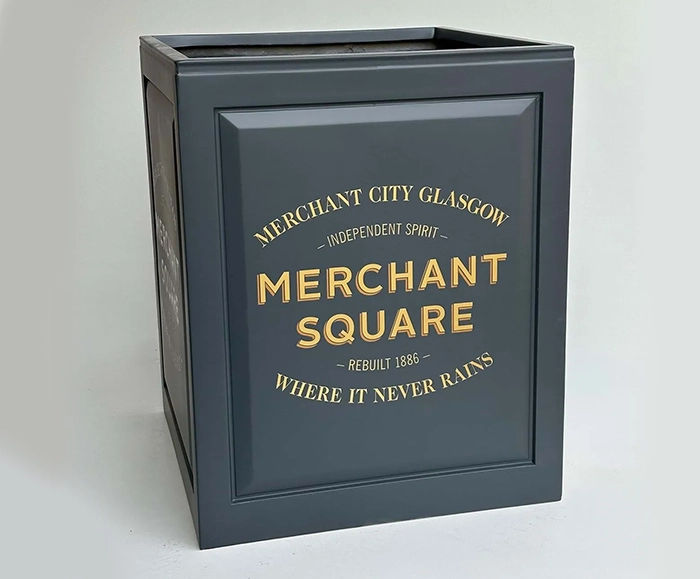 MERCHANT CITY GLASGOW
– INDEPENDENT SPIRIT –
MERCHANT
SQUARE
– REBUILT 1886 –
WHERE IT NEVER RAINS